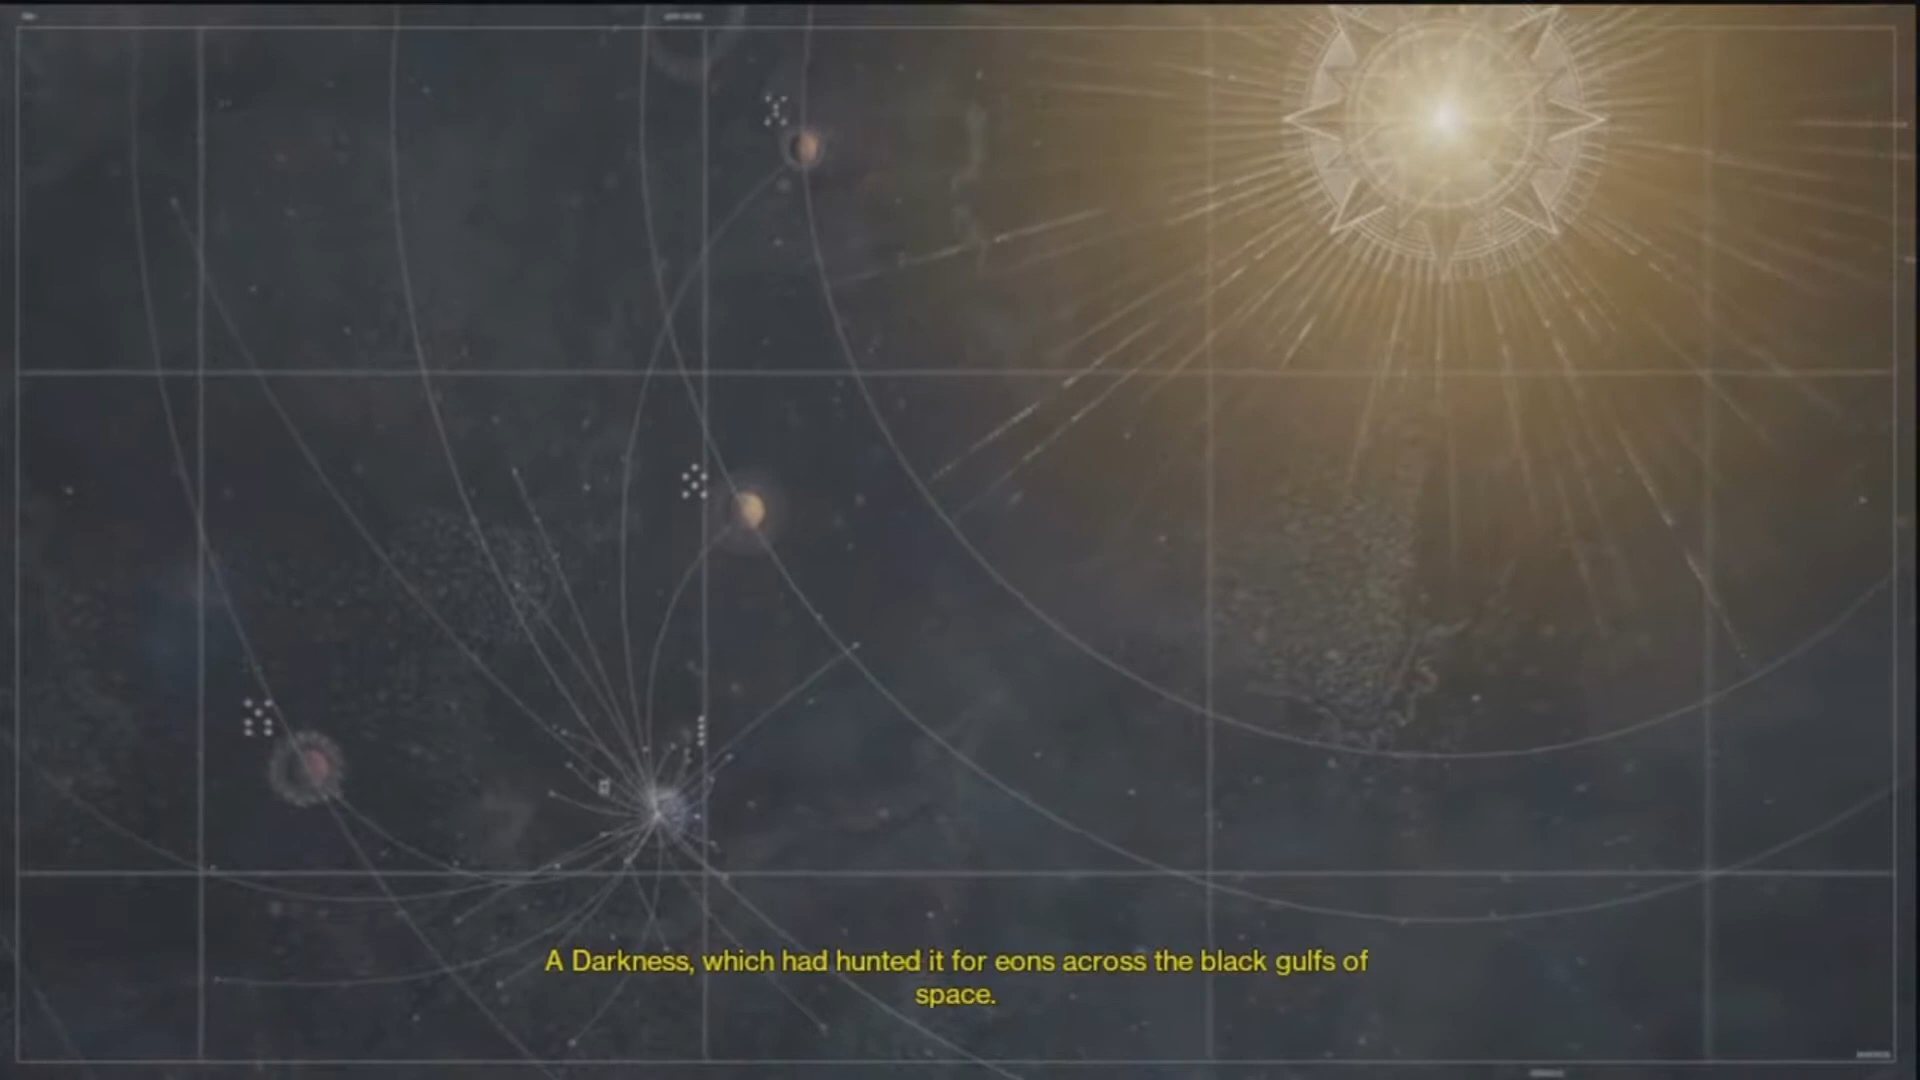 A Darkness, which had hunted it for eons across the black gulfs of
space.